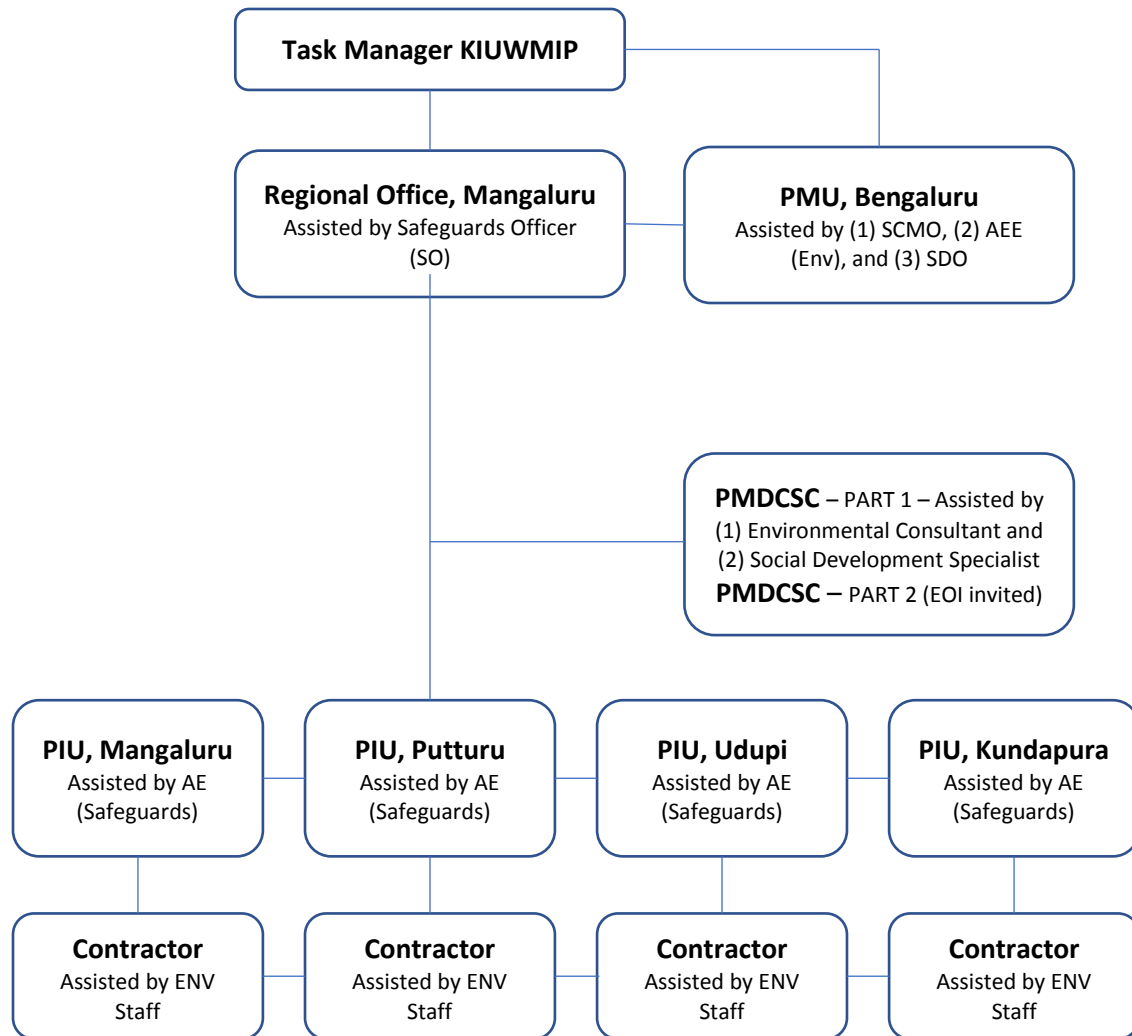 Task Manager KIUWMIP
Regional Office, Mangaluru
Assisted by Safeguards Officer
(SO)
PMU, Bengaluru
Assisted by (1) SCMO, (2) AEE
(Env), and (3) SDO
PMDCSC – PART 1 – Assisted by
(1) Environmental Consultant and
(2) Social Development Specialist
PMDCSC – PART 2 (EOI invited)
PIU, Mangaluru
Assisted by AE
(Safeguards)
PIU, Putturu
Assisted by AE
(Safeguards)
PIU, Udupi
Assisted by AE
(Safeguards)
PIU, Kundapura
Assisted by AE
(Safeguards)
Contractor
Assisted by ENV
Staff
Contractor
Assisted by ENV
Staff
Contractor
Assisted by ENV
Staff
Contractor
Assisted by ENV
Staff